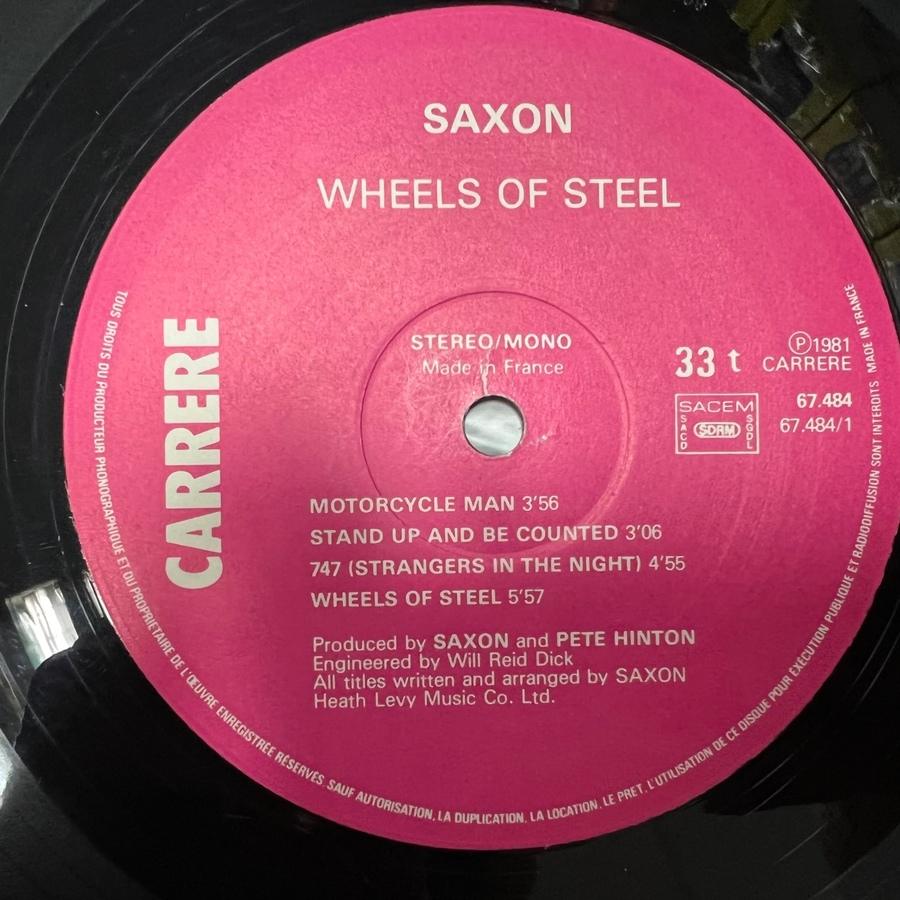 SAXON
WHEELS OF STEEL
STEREO/MONO
Made in France
33 t
Ⓟ1981
CARRERE
67.484
67.484/1
SACEM
SACD
SDRM
SGDL
CARRERE
MOTORCYCLE MAN 3'56
STAND UP AND BE COUNTED 3'06
747 (STRANGERS IN THE NIGHT) 4'55
WHEELS OF STEEL 5'57
Produced by SAXON and PETE HINTON
Engineered by Will Reid Dick
All titles written and arranged by SAXON
Heath Levy Music Co. Ltd.
TOUS DROITS DU PRODUCTEUR PHONOGRAPHIQUE ET DU PROPRIETAIRE DE L'ŒUVRE ENREGISTREE RÉSERVES. SAUF AUTORISATION, LA DUPLICATION, LA LOCATION, LE PRET, L'UTILISATION DE CE DISQUE POUR EXÉCUTION PUBLIQUE ET RADIODIFFUSION SONT INTERDITS MADE IN FRANCE